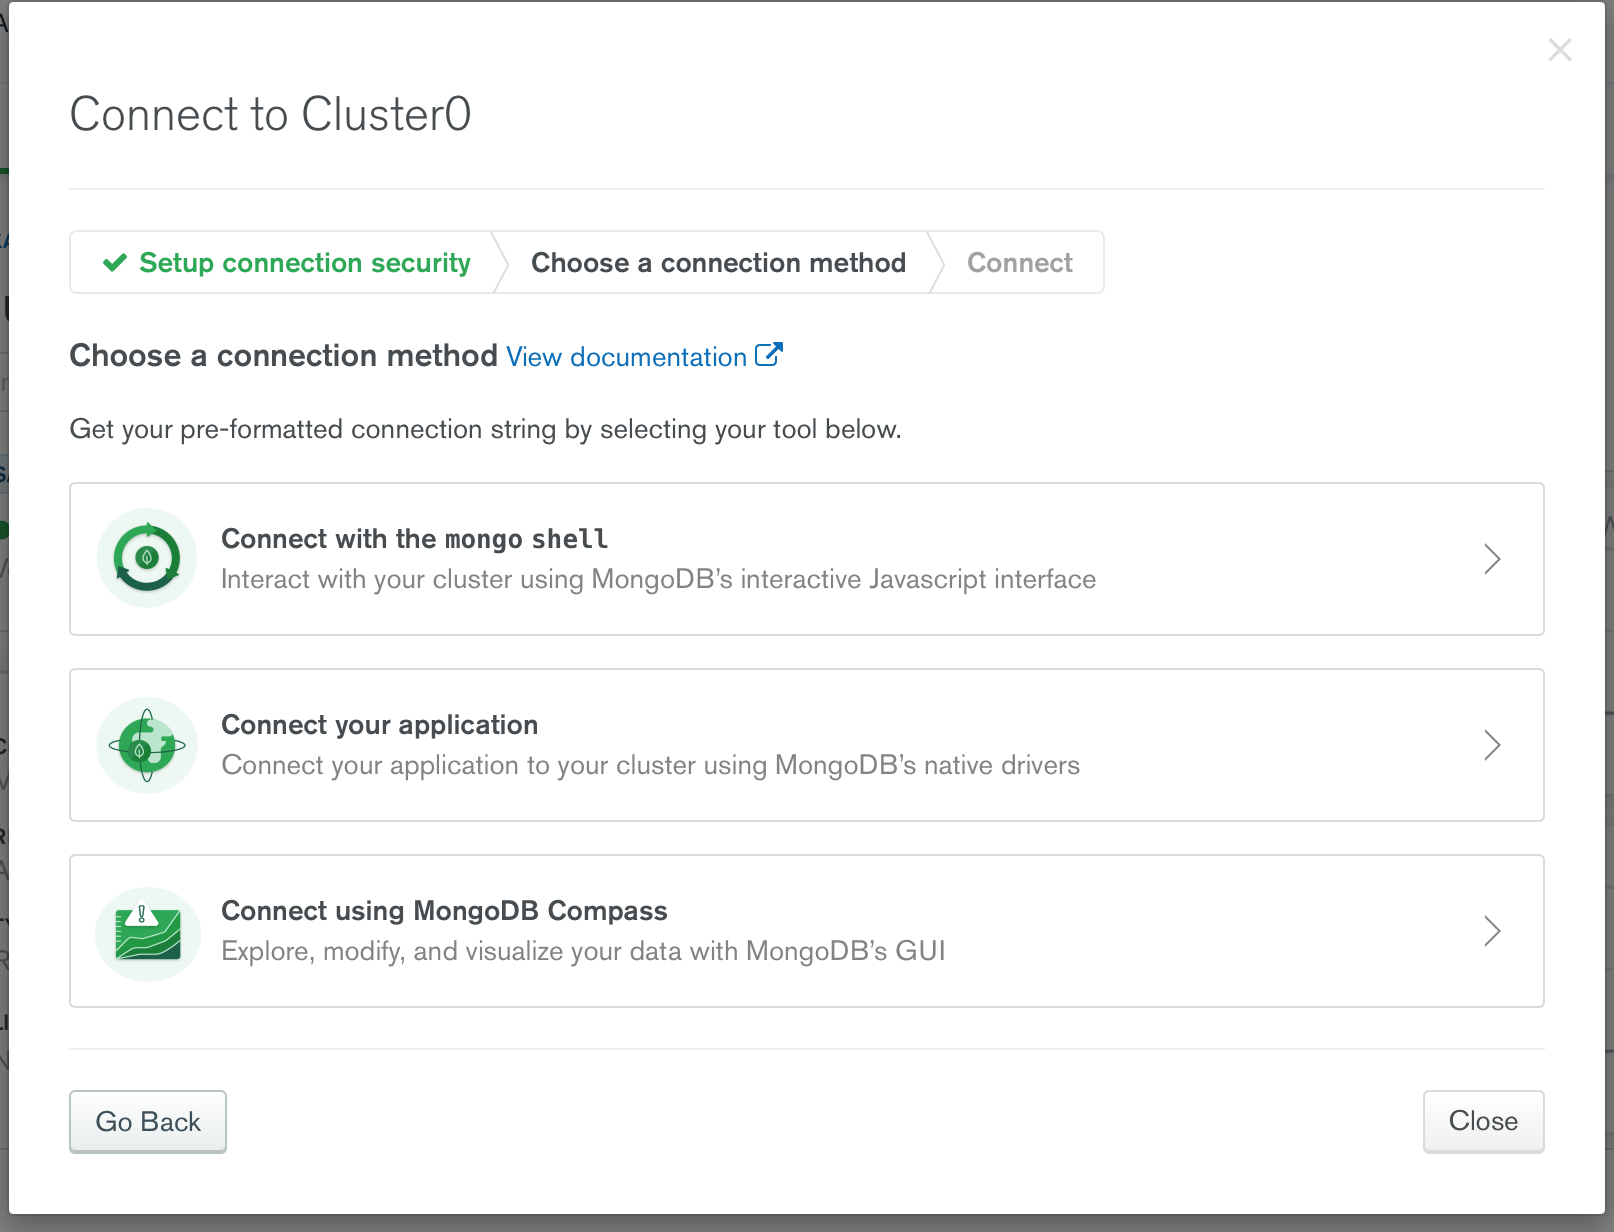 Connect to Cluster0
Setup connection security
Choose a connection method
Connect
Choose a connection method View documentation
Get your pre-formatted connection string by selecting your tool below.
Connect with the mongo shell
Interact with your cluster using MongoDB’s interactive Javascript interface
Connect your application
Connect your application to your cluster using MongoDB’s native drivers
Connect using MongoDB Compass
Explore, modify, and visualize your data with MongoDB’s GUI
Go Back
Close